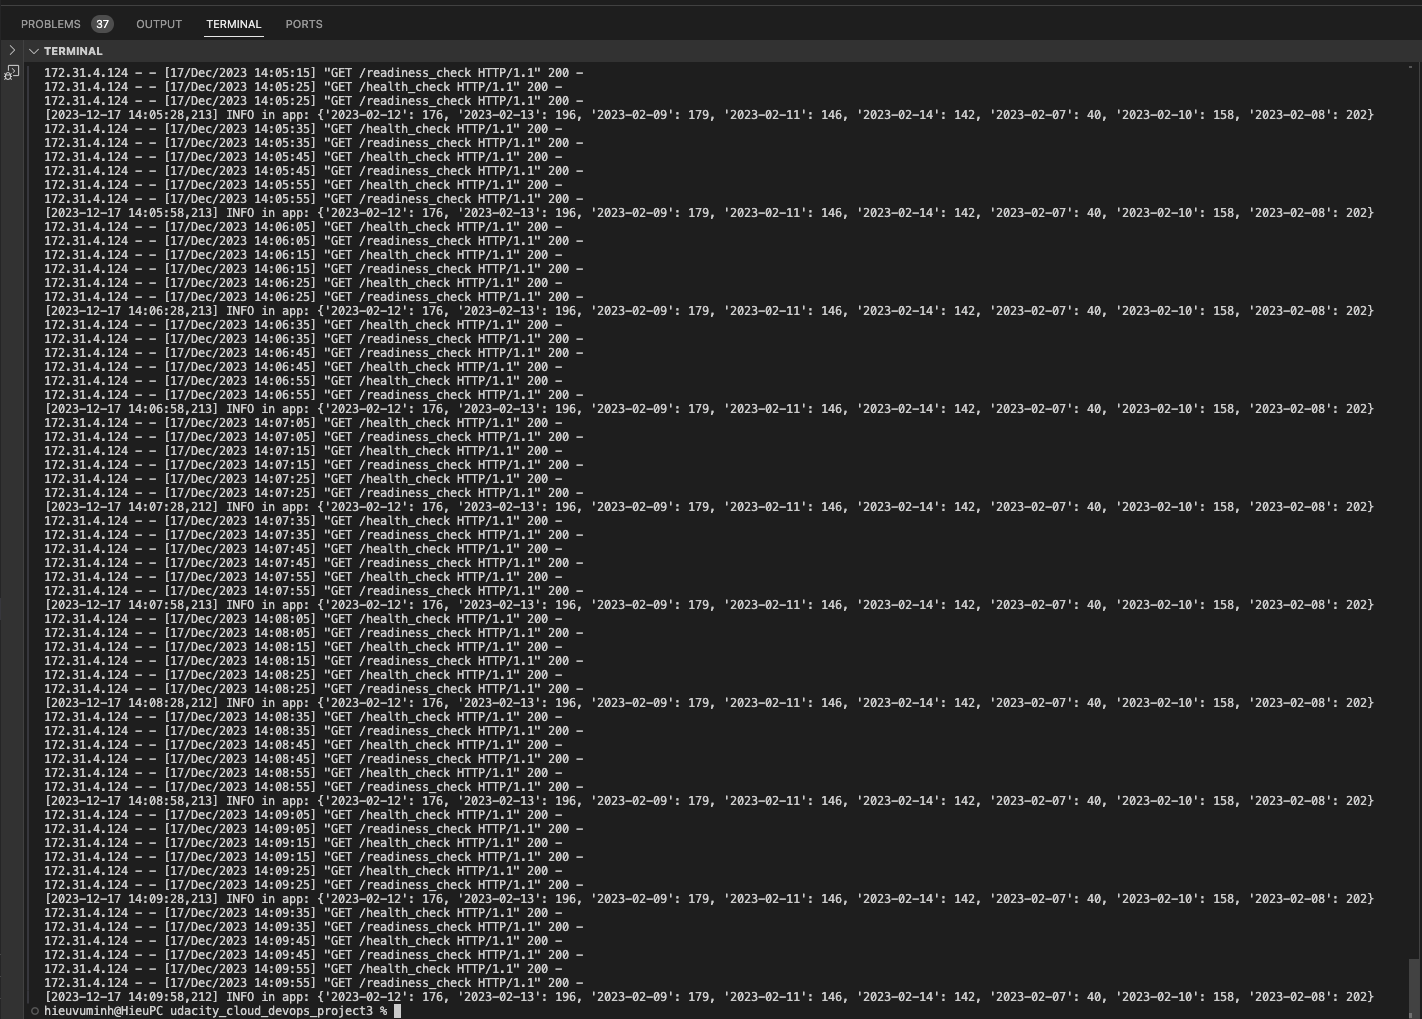 PROBLEMS 37 OUTPUT TERMINAL PORTS
TERMINAL
172.31.4.124 - - [17/Dec/2023 14:05:15] "GET /readiness_check HTTP/1.1" 200 -
172.31.4.124 - - [17/Dec/2023 14:05:25] "GET /health_check HTTP/1.1" 200 -
172.31.4.124 - - [17/Dec/2023 14:05:25] "GET /readiness_check HTTP/1.1" 200 -
[2023-12-17 14:05:28,213] INFO in app: {'2023-02-12': 176, '2023-02-13': 196, '2023-02-09': 179, '2023-02-11': 146, '2023-02-14': 142, '2023-02-07': 40, '2023-02-10': 158, '2023-02-08': 202}
172.31.4.124 - - [17/Dec/2023 14:05:35] "GET /health_check HTTP/1.1" 200 -
172.31.4.124 - - [17/Dec/2023 14:05:35] "GET /readiness_check HTTP/1.1" 200 -
172.31.4.124 - - [17/Dec/2023 14:05:45] "GET /health_check HTTP/1.1" 200 -
172.31.4.124 - - [17/Dec/2023 14:05:45] "GET /readiness_check HTTP/1.1" 200 -
172.31.4.124 - - [17/Dec/2023 14:05:55] "GET /health_check HTTP/1.1" 200 -
172.31.4.124 - - [17/Dec/2023 14:05:55] "GET /readiness_check HTTP/1.1" 200 -
[2023-12-17 14:05:58,213] INFO in app: {'2023-02-12': 176, '2023-02-13': 196, '2023-02-09': 179, '2023-02-11': 146, '2023-02-14': 142, '2023-02-07': 40, '2023-02-10': 158, '2023-02-08': 202}
172.31.4.124 - - [17/Dec/2023 14:06:05] "GET /health_check HTTP/1.1" 200 -
172.31.4.124 - - [17/Dec/2023 14:06:05] "GET /readiness_check HTTP/1.1" 200 -
172.31.4.124 - - [17/Dec/2023 14:06:15] "GET /health_check HTTP/1.1" 200 -
172.31.4.124 - - [17/Dec/2023 14:06:15] "GET /readiness_check HTTP/1.1" 200 -
172.31.4.124 - - [17/Dec/2023 14:06:25] "GET /health_check HTTP/1.1" 200 -
172.31.4.124 - - [17/Dec/2023 14:06:25] "GET /readiness_check HTTP/1.1" 200 -
[2023-12-17 14:06:28,213] INFO in app: {'2023-02-12': 176, '2023-02-13': 196, '2023-02-09': 179, '2023-02-11': 146, '2023-02-14': 142, '2023-02-07': 40, '2023-02-10': 158, '2023-02-08': 202}
172.31.4.124 - - [17/Dec/2023 14:06:35] "GET /health_check HTTP/1.1" 200 -
172.31.4.124 - - [17/Dec/2023 14:06:35] "GET /readiness_check HTTP/1.1" 200 -
172.31.4.124 - - [17/Dec/2023 14:06:45] "GET /readiness_check HTTP/1.1" 200 -
172.31.4.124 - - [17/Dec/2023 14:06:45] "GET /health_check HTTP/1.1" 200 -
172.31.4.124 - - [17/Dec/2023 14:06:55] "GET /health_check HTTP/1.1" 200 -
172.31.4.124 - - [17/Dec/2023 14:06:55] "GET /readiness_check HTTP/1.1" 200 -
[2023-12-17 14:06:58,213] INFO in app: {'2023-02-12': 176, '2023-02-13': 196, '2023-02-09': 179, '2023-02-11': 146, '2023-02-14': 142, '2023-02-07': 40, '2023-02-10': 158, '2023-02-08': 202}
172.31.4.124 - - [17/Dec/2023 14:07:05] "GET /health_check HTTP/1.1" 200 -
172.31.4.124 - - [17/Dec/2023 14:07:05] "GET /readiness_check HTTP/1.1" 200 -
172.31.4.124 - - [17/Dec/2023 14:07:15] "GET /health_check HTTP/1.1" 200 -
172.31.4.124 - - [17/Dec/2023 14:07:15] "GET /readiness_check HTTP/1.1" 200 -
172.31.4.124 - - [17/Dec/2023 14:07:25] "GET /health_check HTTP/1.1" 200 -
172.31.4.124 - - [17/Dec/2023 14:07:25] "GET /readiness_check HTTP/1.1" 200 -
[2023-12-17 14:07:28,212] INFO in app: {'2023-02-12': 176, '2023-02-13': 196, '2023-02-09': 179, '2023-02-11': 146, '2023-02-14': 142, '2023-02-07': 40, '2023-02-10': 158, '2023-02-08': 202}
172.31.4.124 - - [17/Dec/2023 14:07:35] "GET /health_check HTTP/1.1" 200 -
172.31.4.124 - - [17/Dec/2023 14:07:35] "GET /readiness_check HTTP/1.1" 200 -
172.31.4.124 - - [17/Dec/2023 14:07:45] "GET /health_check HTTP/1.1" 200 -
172.31.4.124 - - [17/Dec/2023 14:07:45] "GET /readiness_check HTTP/1.1" 200 -
172.31.4.124 - - [17/Dec/2023 14:07:55] "GET /health_check HTTP/1.1" 200 -
172.31.4.124 - - [17/Dec/2023 14:07:55] "GET /readiness_check HTTP/1.1" 200 -
[2023-12-17 14:07:58,213] INFO in app: {'2023-02-12': 176, '2023-02-13': 196, '2023-02-09': 179, '2023-02-11': 146, '2023-02-14': 142, '2023-02-07': 40, '2023-02-10': 158, '2023-02-08': 202}
172.31.4.124 - - [17/Dec/2023 14:08:05] "GET /health_check HTTP/1.1" 200 -
172.31.4.124 - - [17/Dec/2023 14:08:05] "GET /readiness_check HTTP/1.1" 200 -
172.31.4.124 - - [17/Dec/2023 14:08:15] "GET /health_check HTTP/1.1" 200 -
172.31.4.124 - - [17/Dec/2023 14:08:15] "GET /readiness_check HTTP/1.1" 200 -
172.31.4.124 - - [17/Dec/2023 14:08:25] "GET /health_check HTTP/1.1" 200 -
172.31.4.124 - - [17/Dec/2023 14:08:25] "GET /readiness_check HTTP/1.1" 200 -
[2023-12-17 14:08:28,212] INFO in app: {'2023-02-12': 176, '2023-02-13': 196, '2023-02-09': 179, '2023-02-11': 146, '2023-02-14': 142, '2023-02-07': 40, '2023-02-10': 158, '2023-02-08': 202}
172.31.4.124 - - [17/Dec/2023 14:08:35] "GET /health_check HTTP/1.1" 200 -
172.31.4.124 - - [17/Dec/2023 14:08:35] "GET /readiness_check HTTP/1.1" 200 -
172.31.4.124 - - [17/Dec/2023 14:08:45] "GET /health_check HTTP/1.1" 200 -
172.31.4.124 - - [17/Dec/2023 14:08:45] "GET /readiness_check HTTP/1.1" 200 -
172.31.4.124 - - [17/Dec/2023 14:08:55] "GET /health_check HTTP/1.1" 200 -
172.31.4.124 - - [17/Dec/2023 14:08:55] "GET /readiness_check HTTP/1.1" 200 -
[2023-12-17 14:08:58,213] INFO in app: {'2023-02-12': 176, '2023-02-13': 196, '2023-02-09': 179, '2023-02-11': 146, '2023-02-14': 142, '2023-02-07': 40, '2023-02-10': 158, '2023-02-08': 202}
172.31.4.124 - - [17/Dec/2023 14:09:05] "GET /health_check HTTP/1.1" 200 -
172.31.4.124 - - [17/Dec/2023 14:09:05] "GET /readiness_check HTTP/1.1" 200 -
172.31.4.124 - - [17/Dec/2023 14:09:15] "GET /health_check HTTP/1.1" 200 -
172.31.4.124 - - [17/Dec/2023 14:09:15] "GET /readiness_check HTTP/1.1" 200 -
172.31.4.124 - - [17/Dec/2023 14:09:25] "GET /health_check HTTP/1.1" 200 -
172.31.4.124 - - [17/Dec/2023 14:09:25] "GET /readiness_check HTTP/1.1" 200 -
[2023-12-17 14:09:28,213] INFO in app: {'2023-02-12': 176, '2023-02-13': 196, '2023-02-09': 179, '2023-02-11': 146, '2023-02-14': 142, '2023-02-07': 40, '2023-02-10': 158, '2023-02-08': 202}
172.31.4.124 - - [17/Dec/2023 14:09:35] "GET /health_check HTTP/1.1" 200 -
172.31.4.124 - - [17/Dec/2023 14:09:35] "GET /readiness_check HTTP/1.1" 200 -
172.31.4.124 - - [17/Dec/2023 14:09:45] "GET /health_check HTTP/1.1" 200 -
172.31.4.124 - - [17/Dec/2023 14:09:45] "GET /readiness_check HTTP/1.1" 200 -
172.31.4.124 - - [17/Dec/2023 14:09:55] "GET /health_check HTTP/1.1" 200 -
172.31.4.124 - - [17/Dec/2023 14:09:55] "GET /readiness_check HTTP/1.1" 200 -
[2023-12-17 14:09:58,212] INFO in app: {'2023-02-12': 176, '2023-02-13': 196, '2023-02-09': 179, '2023-02-11': 146, '2023-02-14': 142, '2023-02-07': 40, '2023-02-10': 158, '2023-02-08': 202}
hieuvuminh@HieuPC udacity_cloud_devops_project3 %